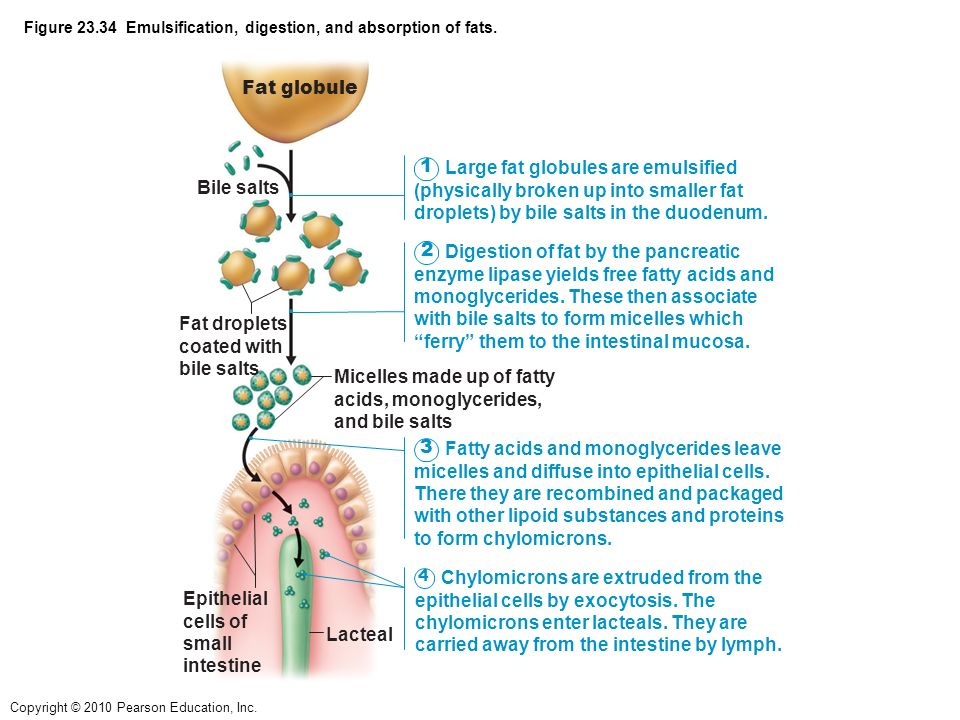 Figure 23.34 Emulsification, digestion, and absorption of fats.
Fat globule
Bile salts
1 Large fat globules are emulsified
(physically broken up into smaller fat
droplets) by bile salts in the duodenum.
2 Digestion of fat by the pancreatic
enzyme lipase yields free fatty acids and
monoglycerides. These then associate
with bile salts to form micelles which
“ferry” them to the intestinal mucosa.
Fat droplets
coated with
bile salts
Micelles made up of fatty
acids, monoglycerides,
and bile salts
3 Fatty acids and monoglycerides leave
micelles and diffuse into epithelial cells.
There they are recombined and packaged
with other lipoid substances and proteins
to form chylomicrons.
4 Chylomicrons are extruded from the
epithelial cells by exocytosis. The
chylomicrons enter lacteals. They are
carried away from the intestine by lymph.
Epithelial
cells of
small
intestine
Lacteal
Copyright © 2010 Pearson Education, Inc.